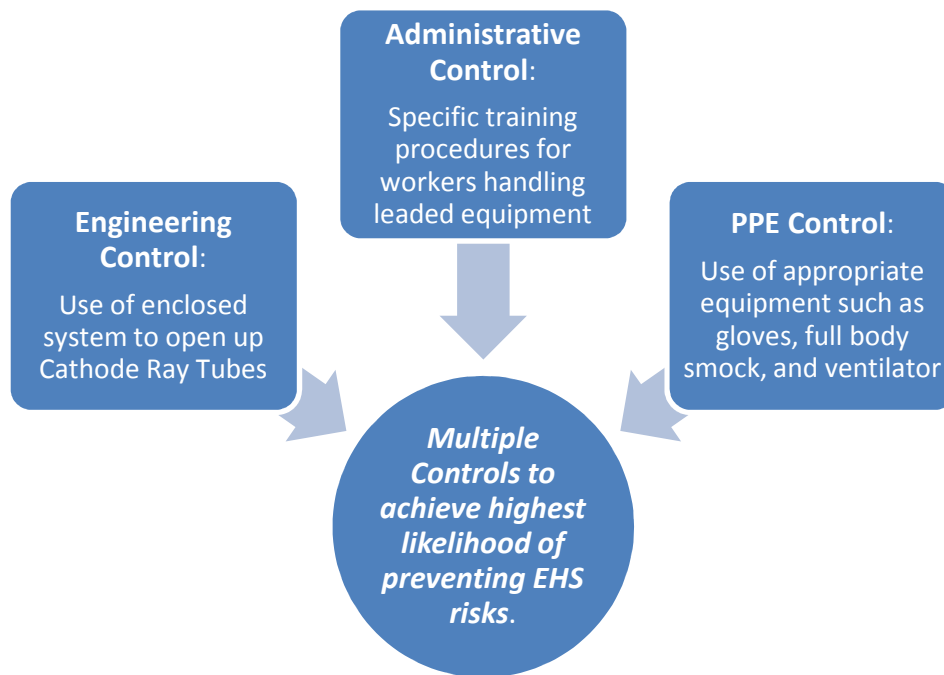 Administrative
Control:
Specific training
procedures for
workers handling
leaded equipment
Engineering
Control:
Use of enclosed
system to open up
Cathode Ray Tubes
PPE Control:
Use of appropriate
equipment such as
gloves, full body
smock, and ventilator
Multiple
Controls to
achieve highest
likelihood of
preventing EHS
risks.